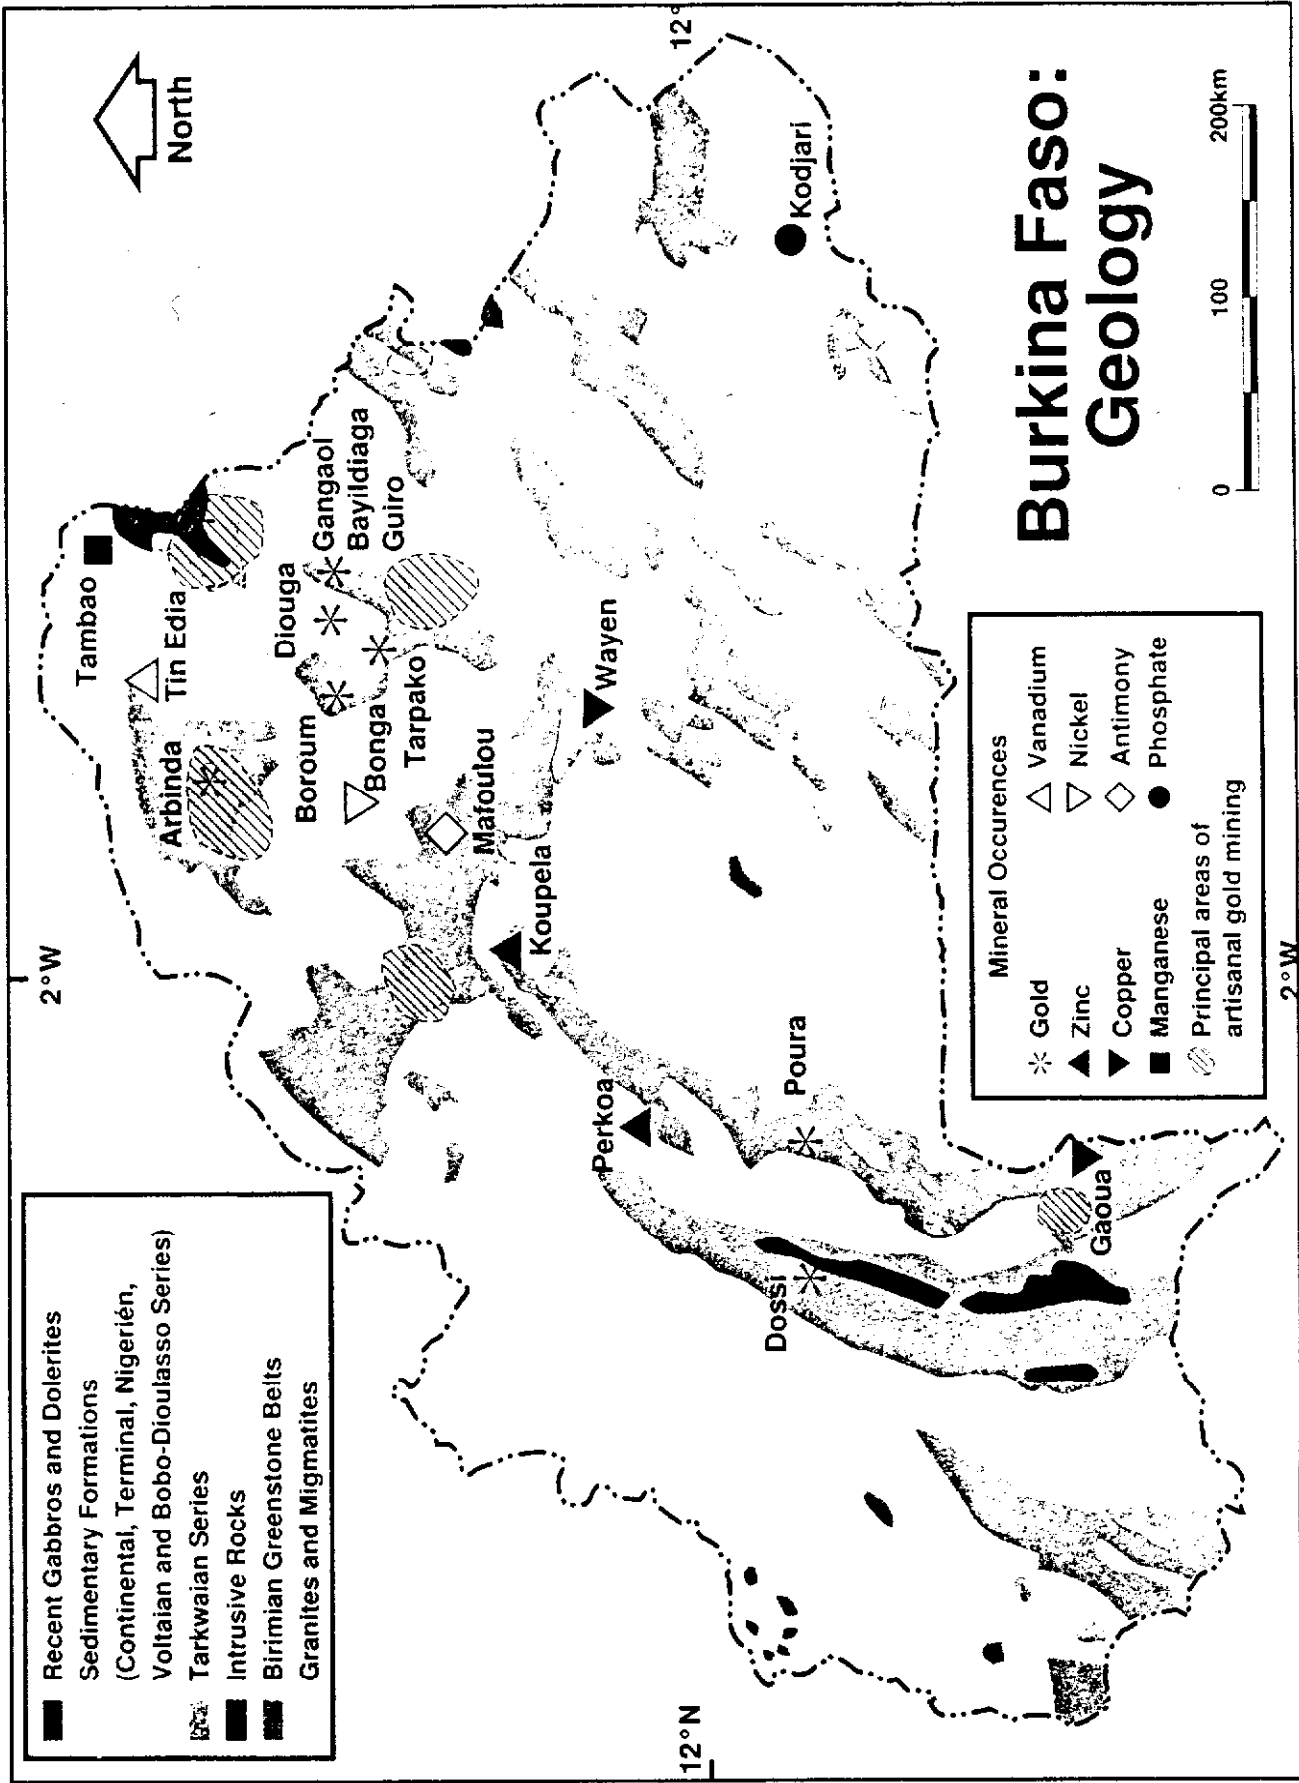 Burkina Faso:
Geology
North
2°W
12°
12°N
2°W
Recent Gabbros and Dolerites
Sedimentary Formations
(Continental, Terminal, Nigerién,
Voltaian and Bobo-Dioulasso Series)
Tarkwaian Series
Intrusive Rocks
Birimian Greenstone Belts
Granites and Migmatites
Tambao
Tin Edia
Arbinda
Diouga
Gangaol
Bayildiaga
Guiro
Boroum
Bonga
Tarpako
Mafoulou
Koupela
Wayen
Kodjari
Perkoa
Poura
Dossi
Gaoua
Mineral Occurences
Gold
Zinc
Copper
Manganese
Vanadium
Nickel
Antimony
Phosphate
Principal areas of
artisanal gold mining
0 100 200km